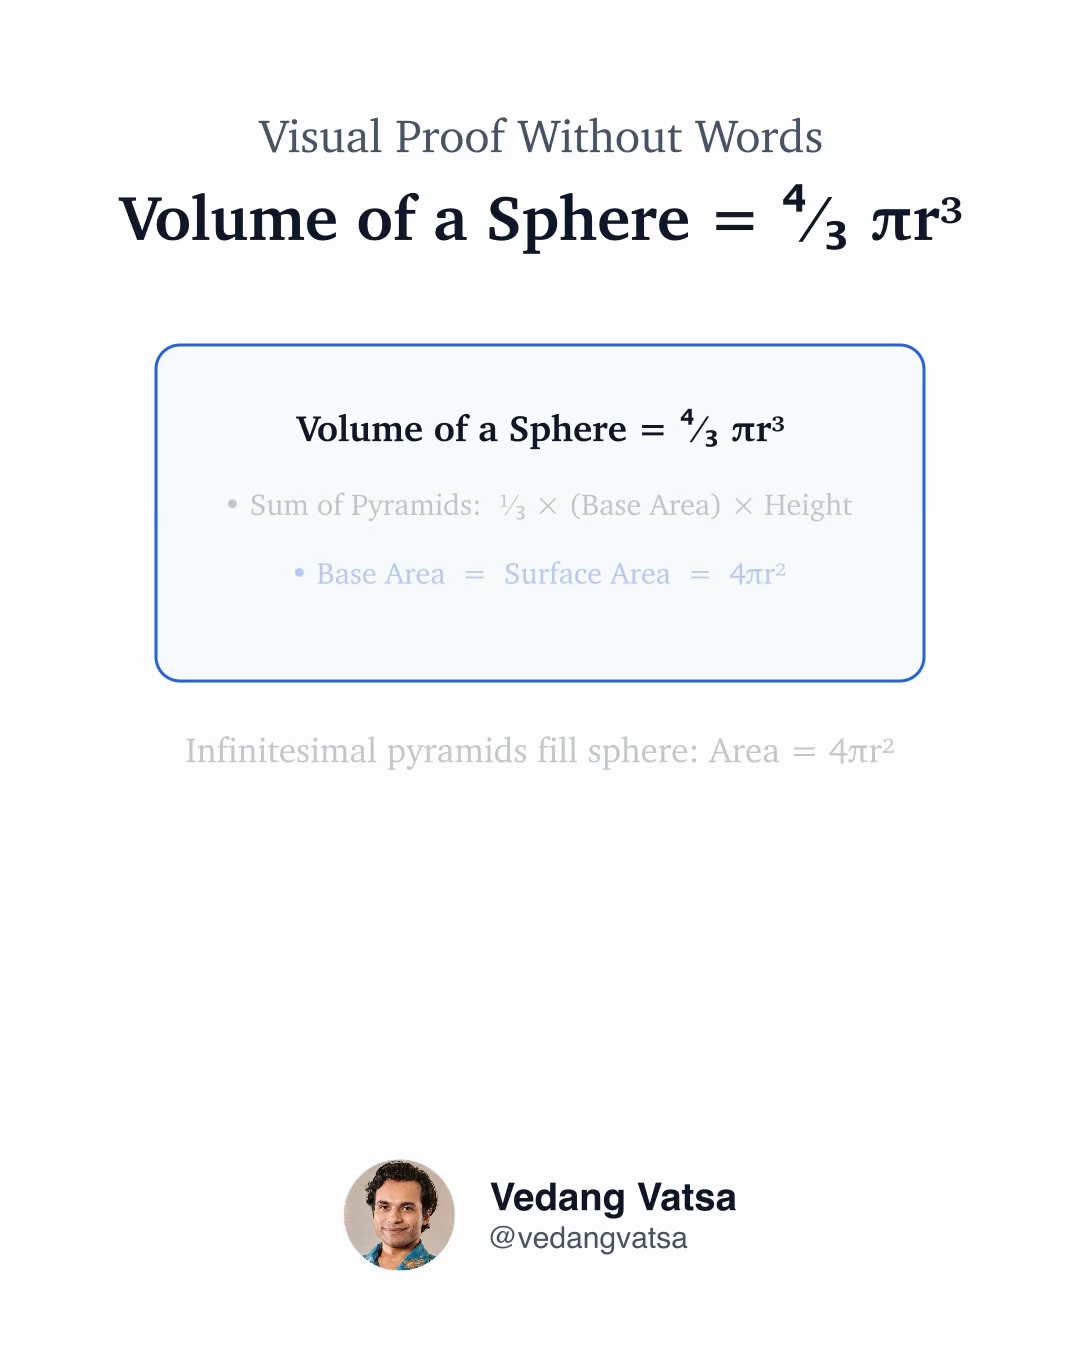 Visual Proof Without Words
Volume of a Sphere = ⁴⁄₃ πr³
Volume of a Sphere = ⁴⁄₃ πr³
• Sum of Pyramids: ⅓ × (Base Area) × Height
• Base Area = Surface Area = 4πr²
Infinitesimal pyramids fill sphere: Area = 4πr²
Vedang Vatsa
@vedangvatsa